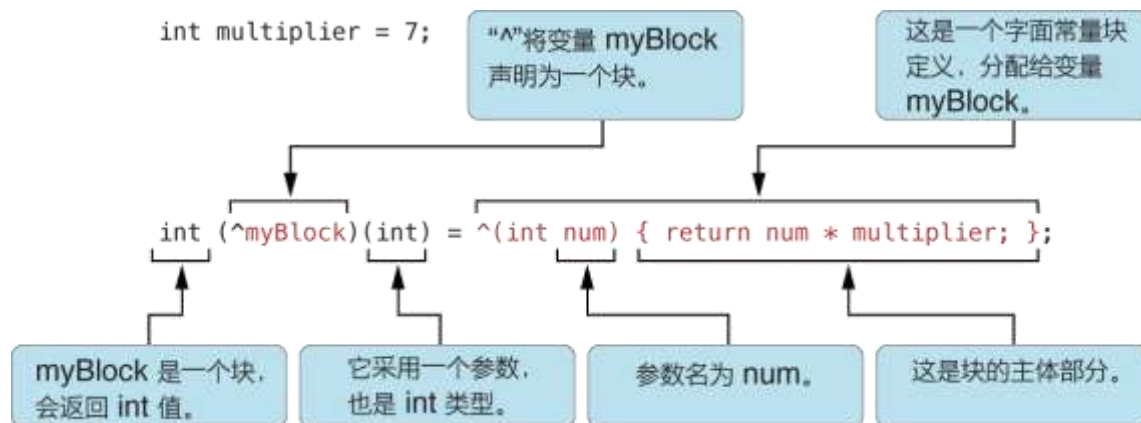 int multiplier = 7;
“^”将变量 myBlock
声明为一个块。
这是一个字面常量块
定义，分配给变量
myBlock。
int (^myBlock)(int) = ^(int num) { return num * multiplier; };
myBlock 是一个块，
会返回 int 值。
它采用一个参数，
也是 int 类型。
参数名为 num。
这是块的主体部分。